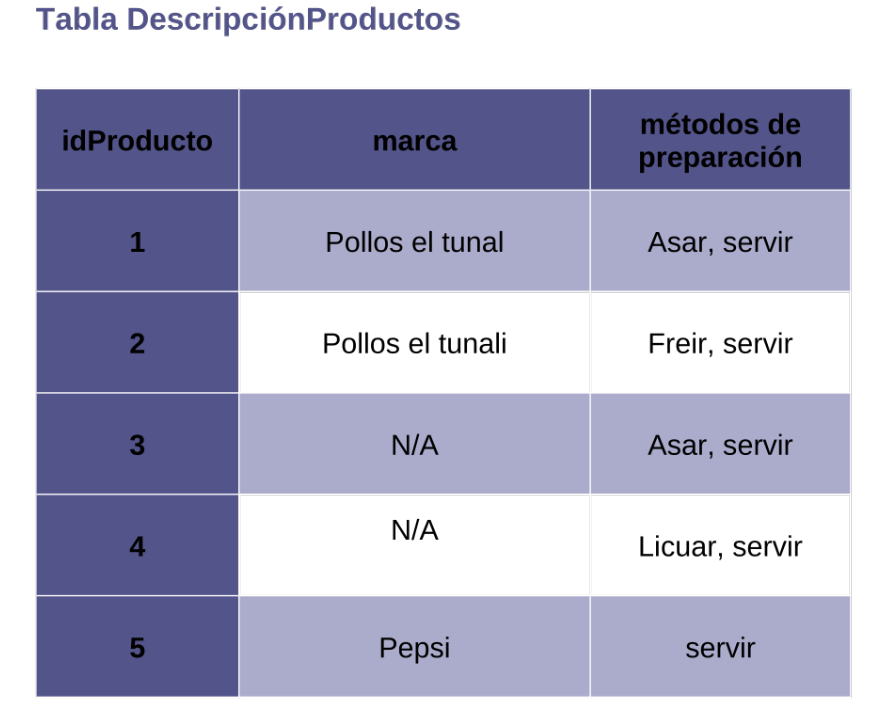 Tabla DescripciónProductos
idProducto marca métodos de
preparación
1 Pollos el tunal Asar, servir
2 Pollos el tunali Freir, servir
3 N/A Asar, servir
4 N/A Licuar, servir
5 Pepsi servir